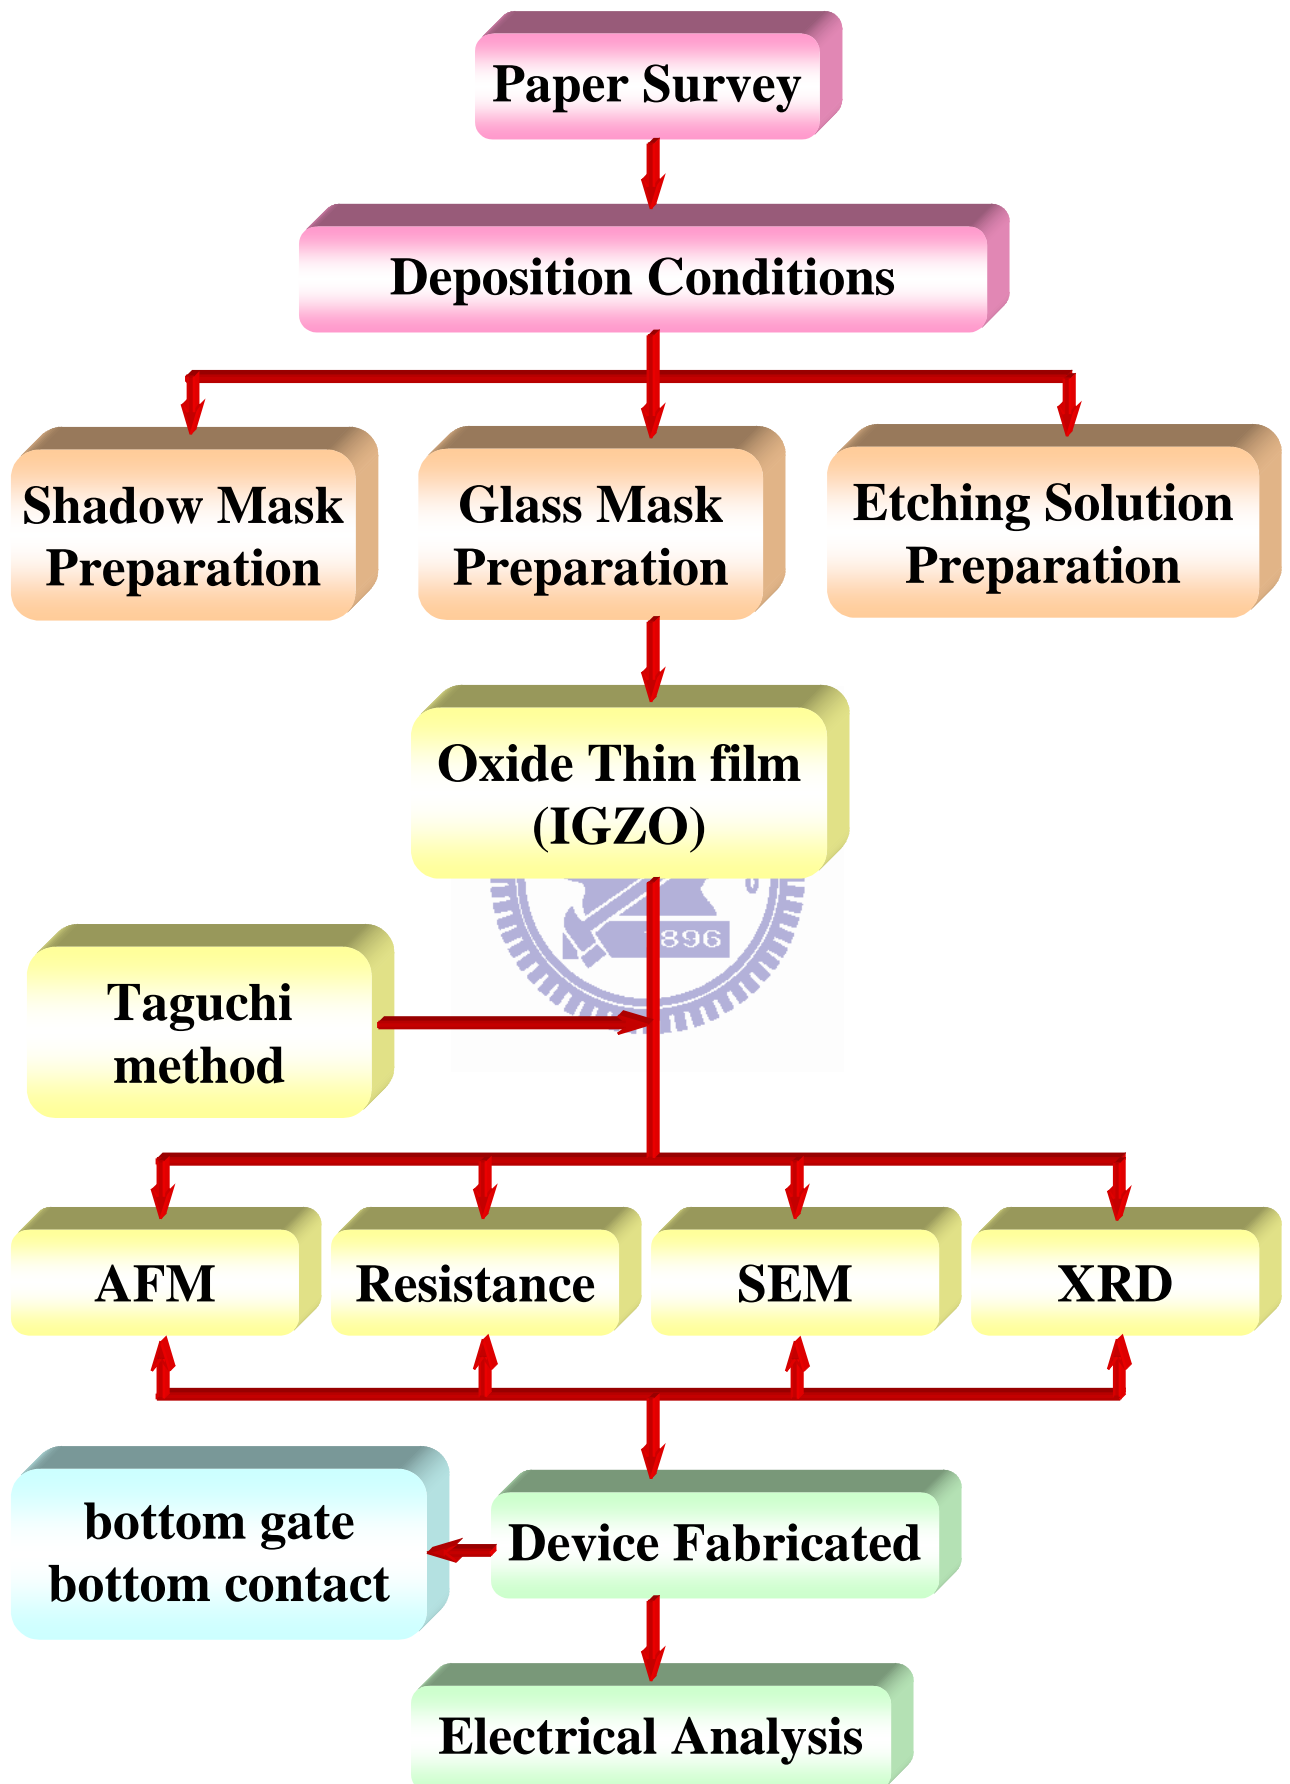 Paper Survey
Deposition Conditions
Shadow Mask
Preparation
Glass Mask
Preparation
Etching Solution
Preparation
Oxide Thin film
(IGZO)
1896
Taguchi
method
AFM
Resistance
SEM
XRD
bottom gate
bottom contact
Device Fabricated
Electrical Analysis